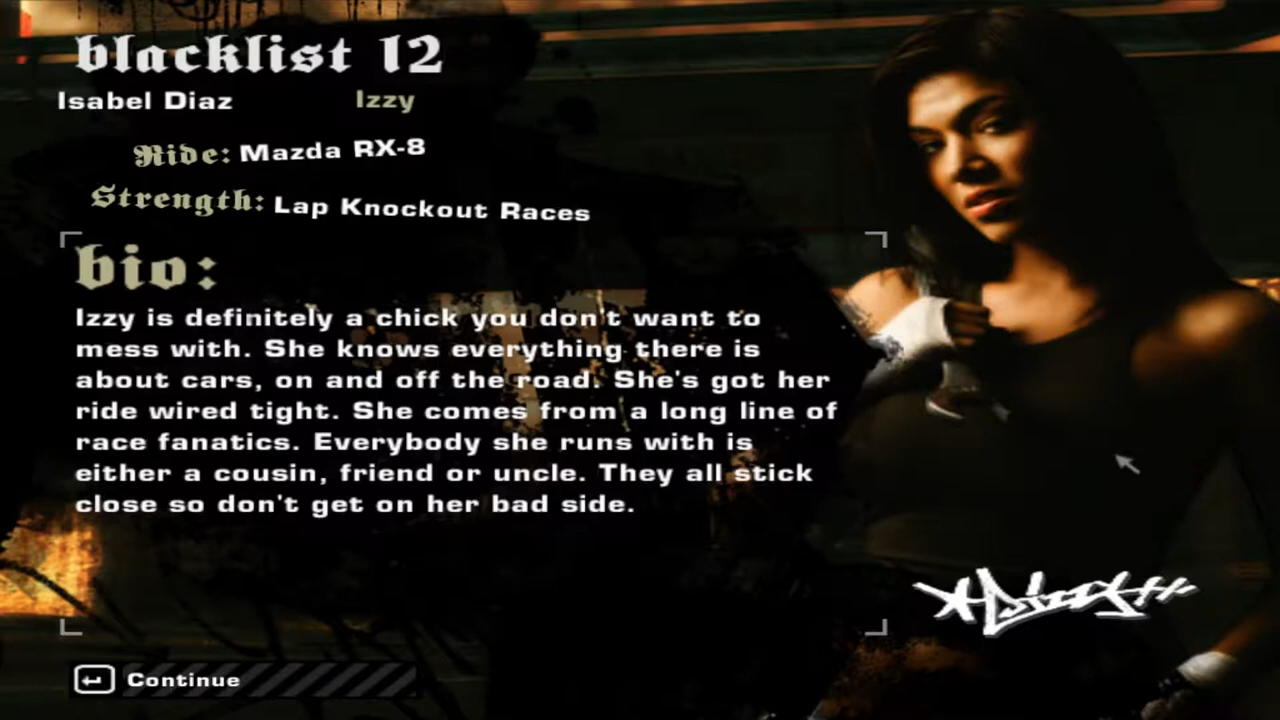 blacklist 12
Isabel Diaz Izzy
Ride: Mazda RX-8
Strength: Lap Knockout Races
bio:
Izzy is definitely a chick you don't want to
mess with. She knows everything there is
about cars, on and off the road. She's got her
ride wired tight. She comes from a long line of
race fanatics. Everybody she runs with is
either a cousin, friend or uncle. They all stick
close so don't get on her bad side.
Izzy
Continue